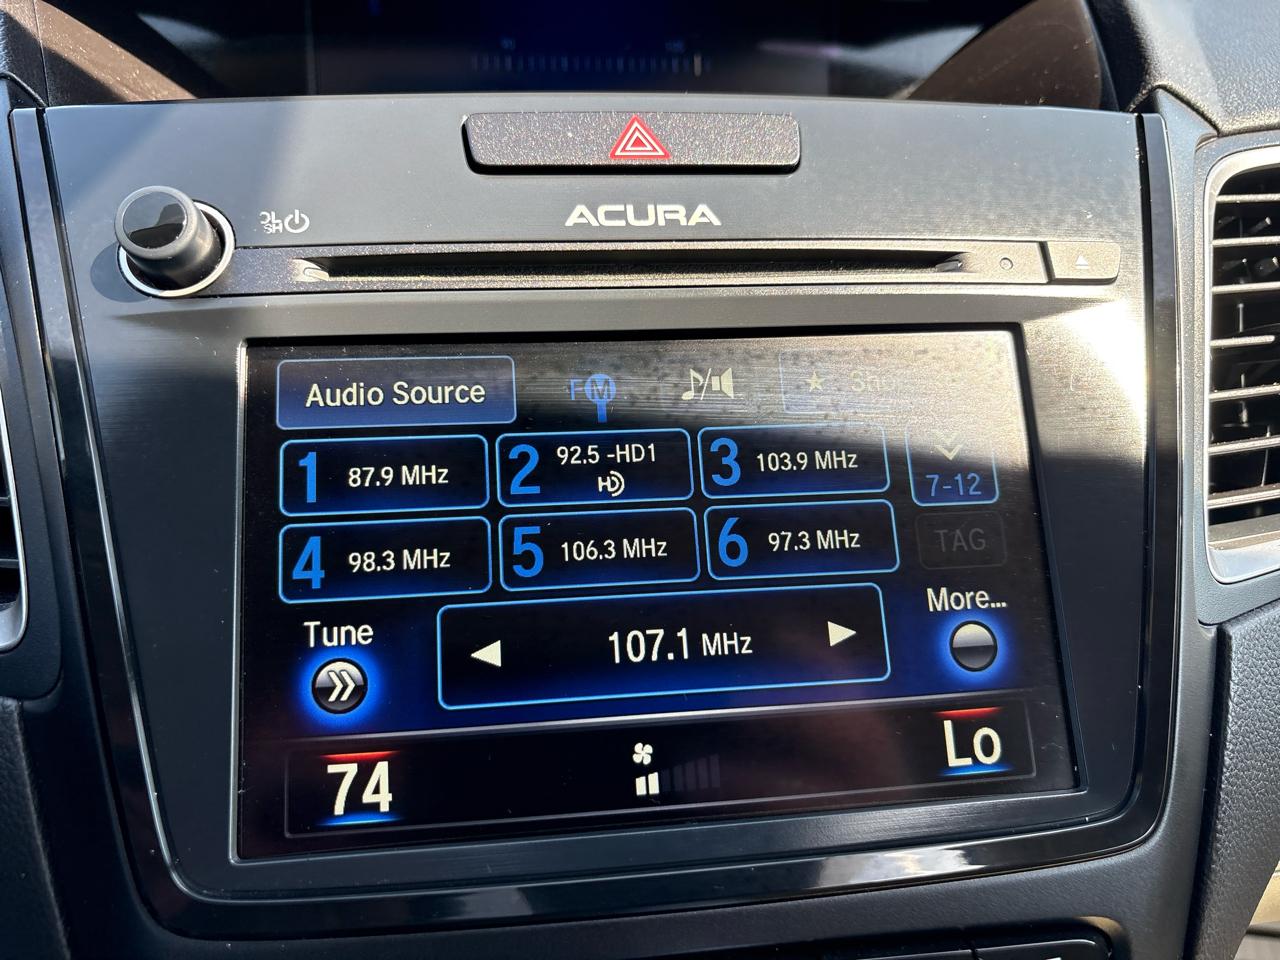 ACURA
Audio Source
FM
1 87.9 MHz
2 92.5 -HD1
HD
3 103.9 MHz
7-12
4 98.3 MHz
5 106.3 MHz
6 97.3 MHz
TAG
Tune
107.1 MHz
More...
74
Lo